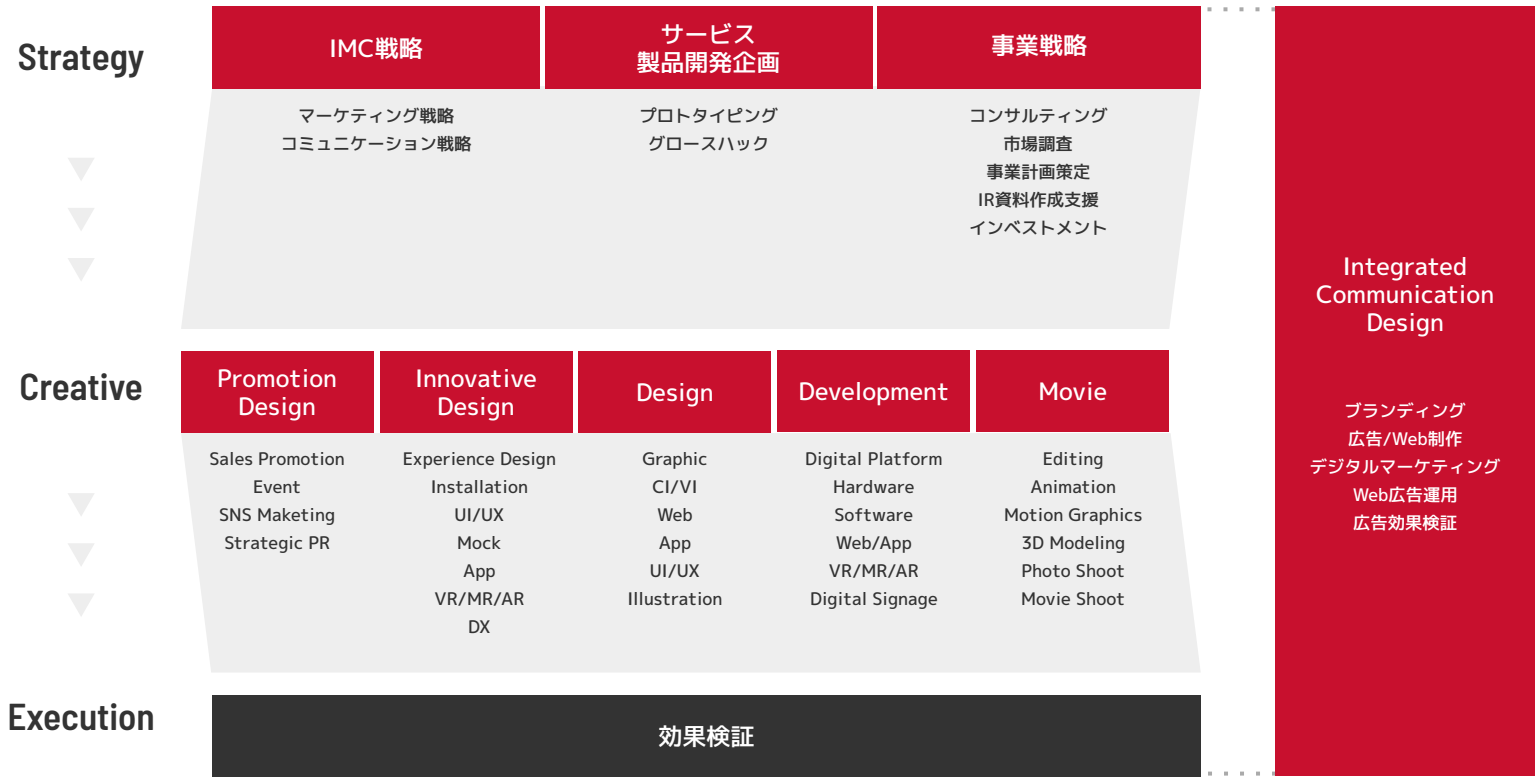 Strategy
IMC戦略
マーケティング戦略
コミュニケーション戦略
サービス
製品開発企画
プロトタイピング
グロースハック
事業戦略
コンサルティング
市場調査
事業計画策定
IR資料作成支援
インベストメント
Creative
Promotion
Design
Sales Promotion
Event
SNS Maketing
Strategic PR
Innovative
Design
Experience Design
Installation
UI/UX
Mock
App
VR/MR/AR
DX
Design
Graphic
CI/VI
Web
App
UI/UX
Illustration
Development
Digital Platform
Hardware
Software
Web/App
VR/MR/AR
Digital Signage
Movie
Editing
Animation
Motion Graphics
3D Modeling
Photo Shoot
Movie Shoot
Execution
効果検証
Integrated
Communication
Design
ブランディング
広告/Web制作
デジタルマーケティング
Web広告運用
広告効果検証